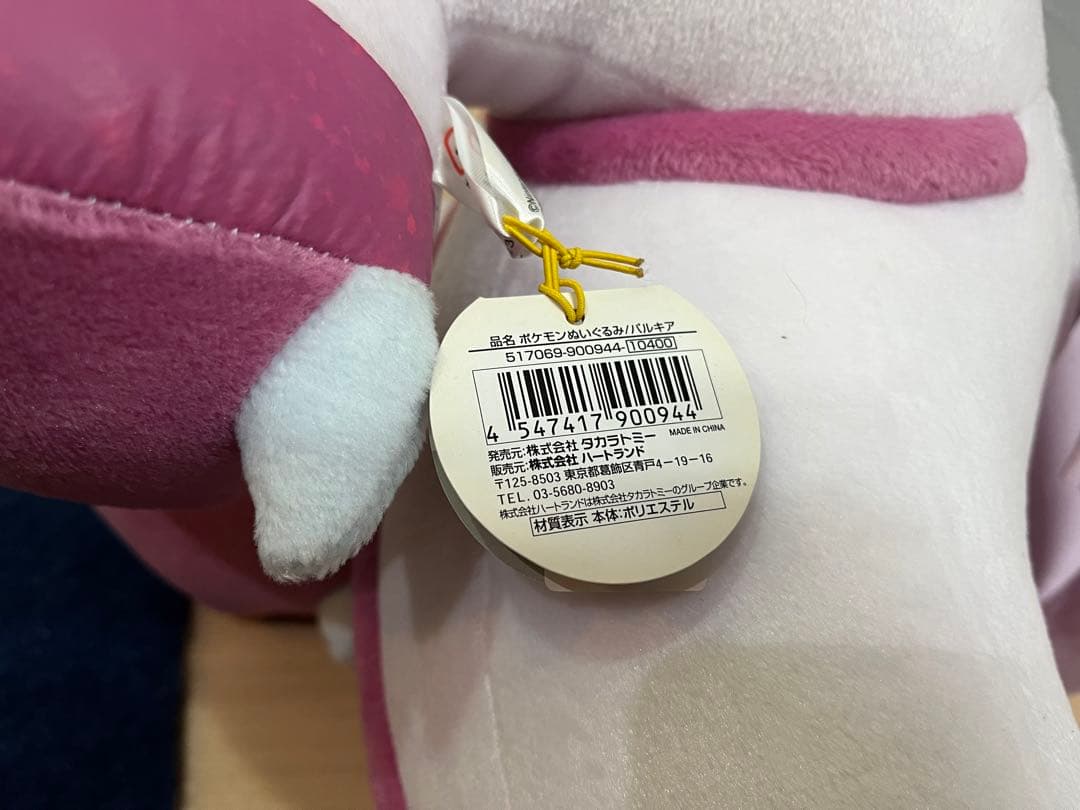 品名 ポケモンぬいぐるみ/パルキア
517069-900944-10400
4 547417 900944
MADE IN CHINA
発売元:株式会社 タカラトミー
販売元:株式会社 ハートランド
〒125-8503 東京都葛飾区青戸4-19-16
TEL. 03-5680-8903
株式会社ハートランドは株式会社タカラトミーのグループ企業です。
材質表示 本体:ポリエステル